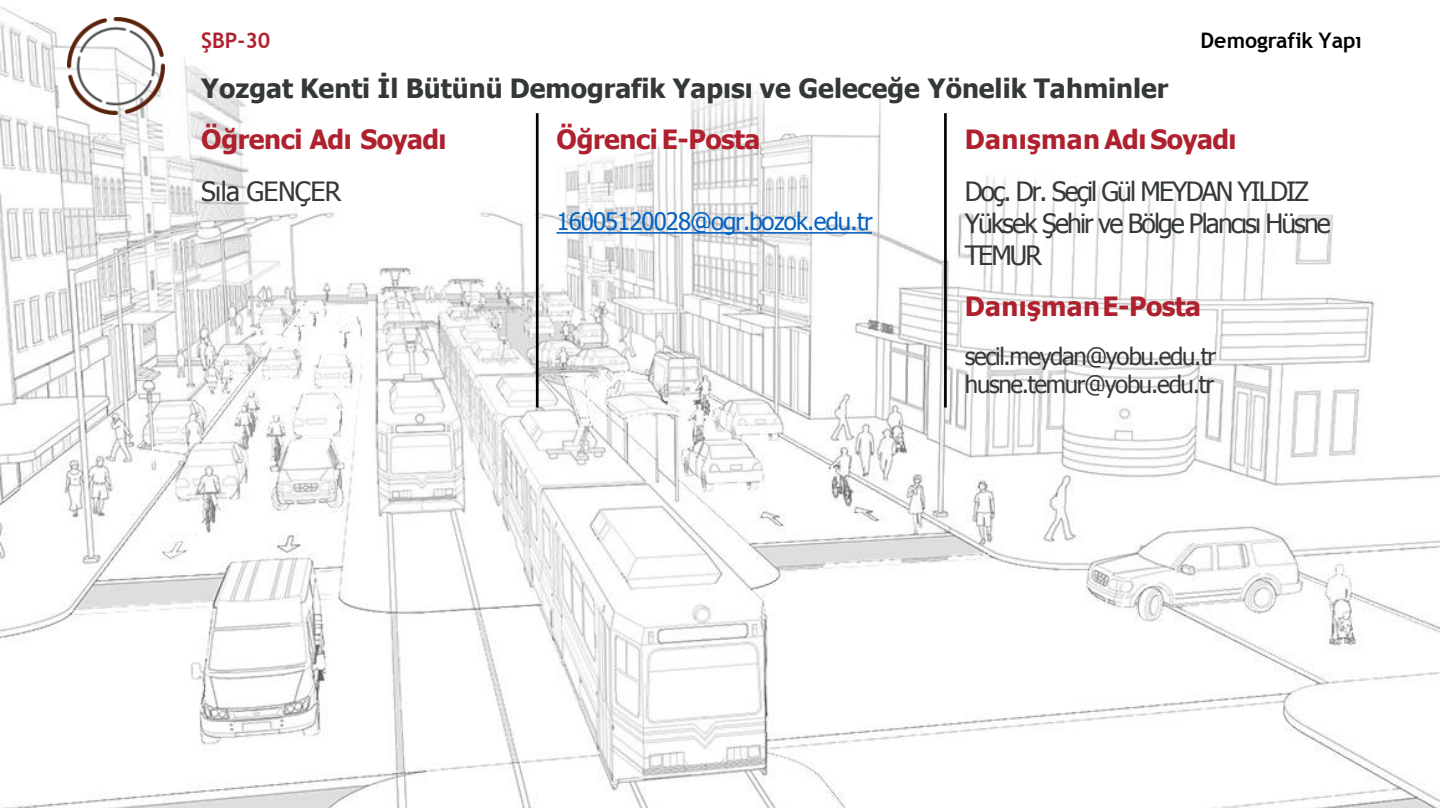 ŞBP-30
Demografik Yapı
Yozgat Kenti İl Bütünü Demografik Yapısı ve Geleceğe Yönelik Tahminler
Öğrenci Adı Soyadı
Sıla GENÇER
Öğrenci E-Posta
16005120028@ogr.bozok.edu.tr
Danışman Adı Soyadı
Doç. Dr. Seçil Gül MEYDAN YILDIZ
Yüksek Şehir ve Bölge Plancısı Hüsne
TEMUR
Danışman E-Posta
secil.meydan@yobu.edu.tr
husne.temur@yobu.edu.tr